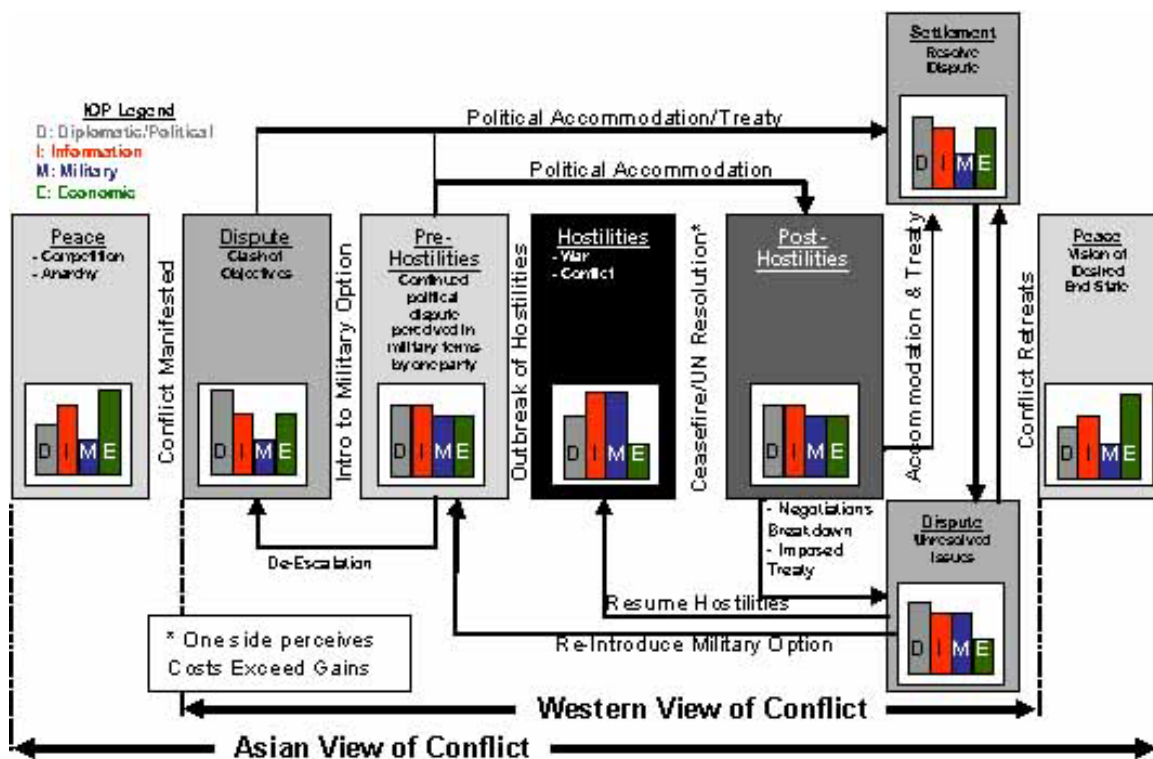 Settlement
Resolve
Dispute
IOP Legend
D: Diplomatic/Political
I: Information
M: Military
E: Economic
Political Accommodation/Treaty
Political Accommodation
D I M E
Peace
- Competition
- Anarchy
D I M E
Conflict Manifested
Dispute
Clash of
Objectives
D I M E
Intro to Military Option
Pre-
Hostilities
Continued
political
dispute
perceived in
military terms
by one party
D I M E
Outbreak of Hostilities
Hostilities
- War
- Conflict
D I M E
Ceasefire/UN Resolution*
Post-
Hostilities
D I M E
Accommodation & Treaty
Conflict Retreats
Peace
Vision of
Desired
End State
D I M E
De-Escalation
- Negotiations
Breakdown
- Imposed
Treaty
Dispute
Unresolved
Issues
D I M E
Resume Hostilities
Re-Introduce Military Option
* One side perceives
Costs Exceed Gains
Western View of Conflict
Asian View of Conflict